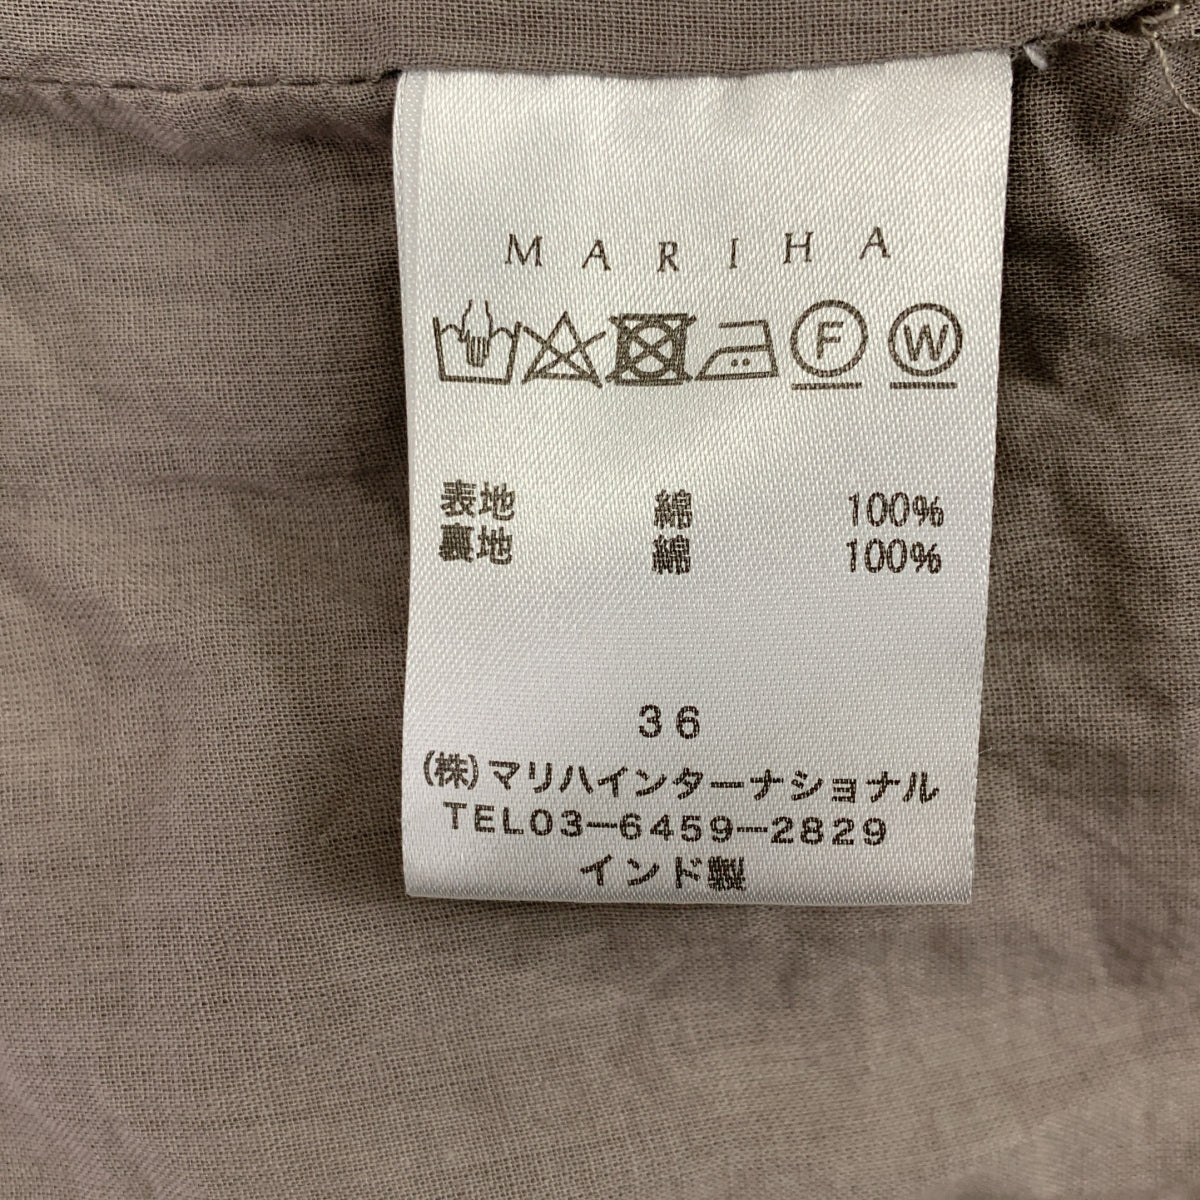 MARIHA
F W
表地 綿 100%
裏地 綿 100%
36
(株)マリハインターナショナル
TEL03-6459-2829
インド製